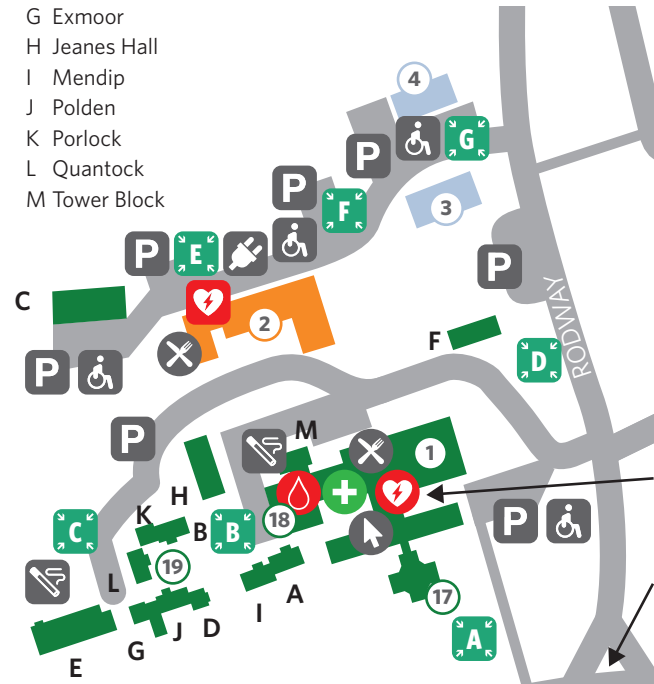 G Exmoor
H Jeanes Hall
I Mendip
J Polden
K Porlock
L Quantock
M Tower Block
4
P
G
P
F
3
P
E
P
C
2
RODWAY
F
D
P
P
M
1
H
K
B
B
18
C
P
19
L
A
17
I
J
D
G
A
E